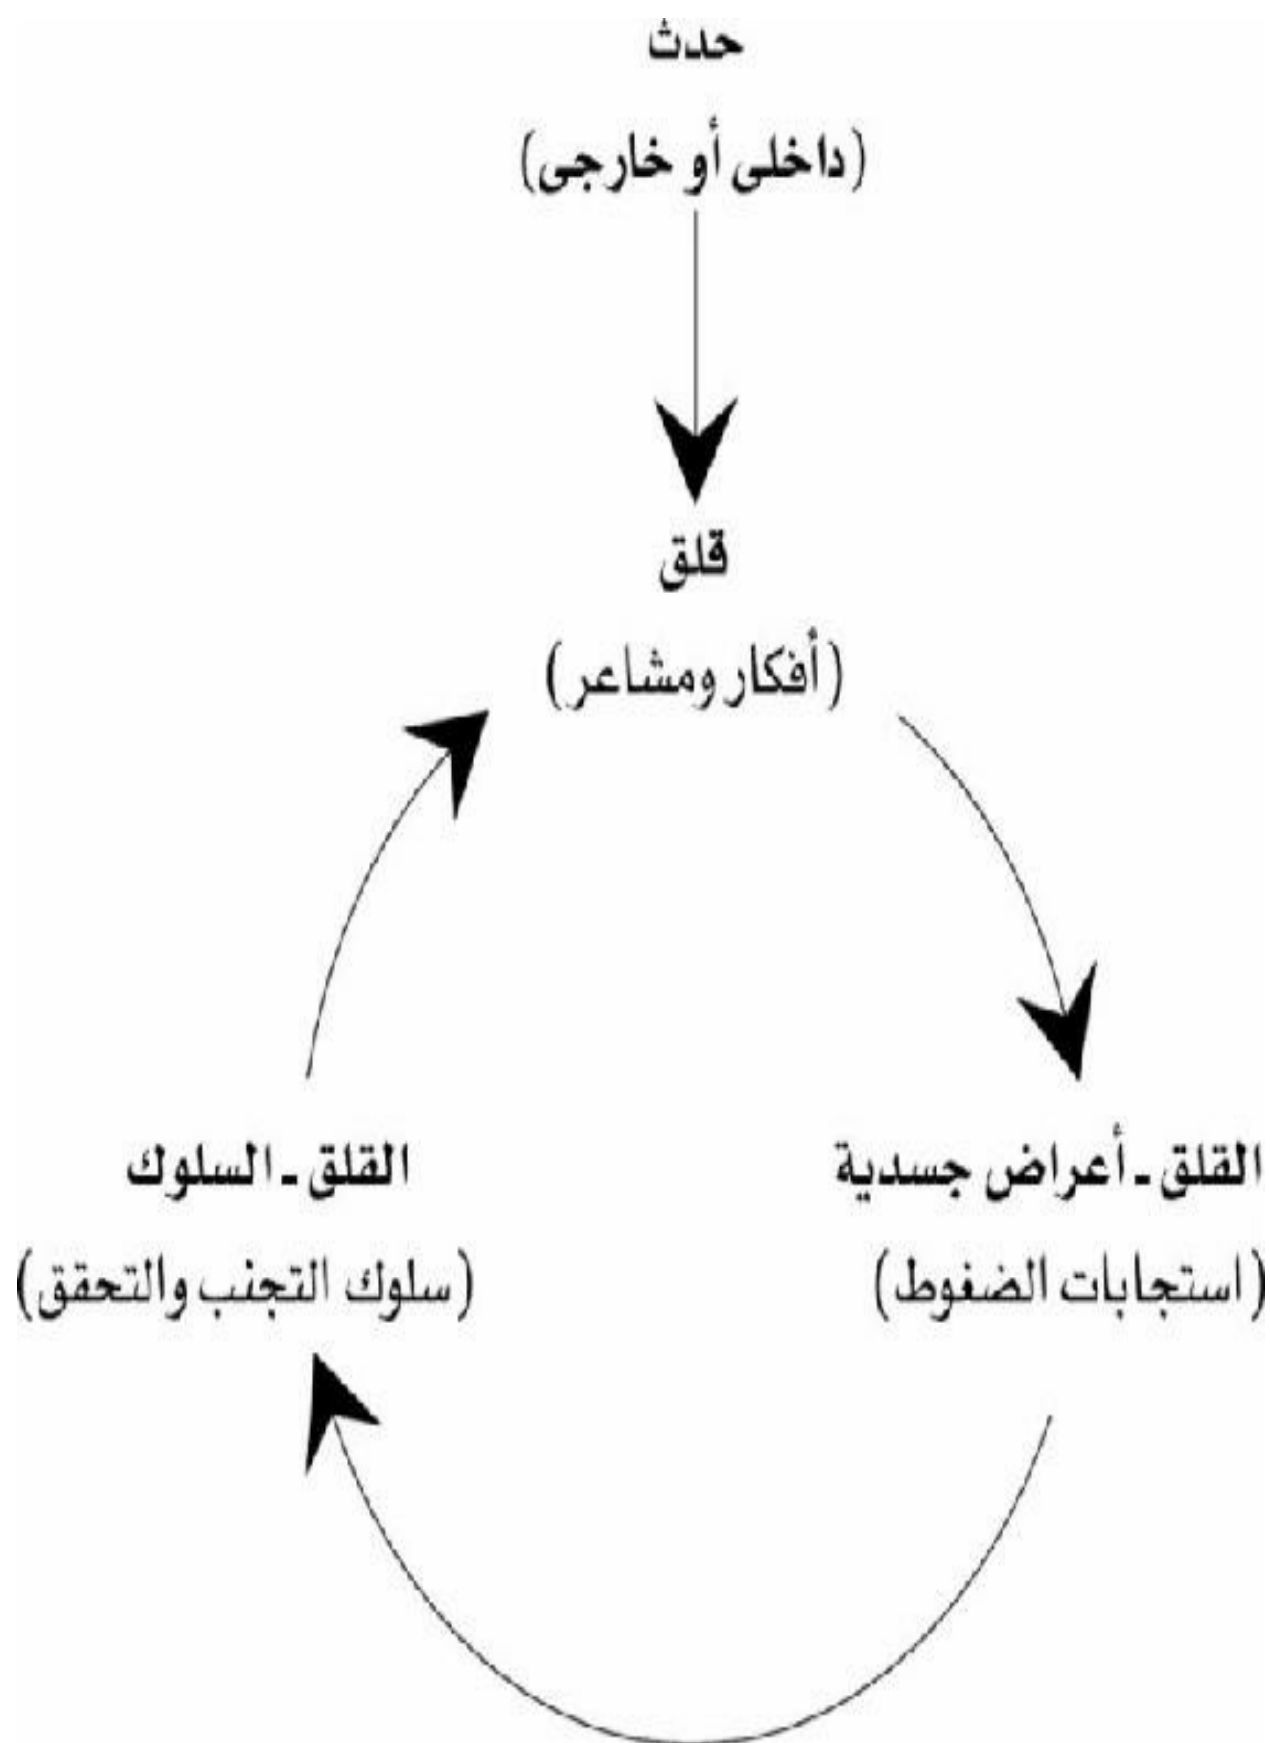 حدث
(داخلى أو خارجى)
قلق
(أفكار ومشاعر)
القلق ـ أعراض جسدية
(استجابات الضغوط)
القلق ـ السلوك
(سلوك التجنب والتحقق)